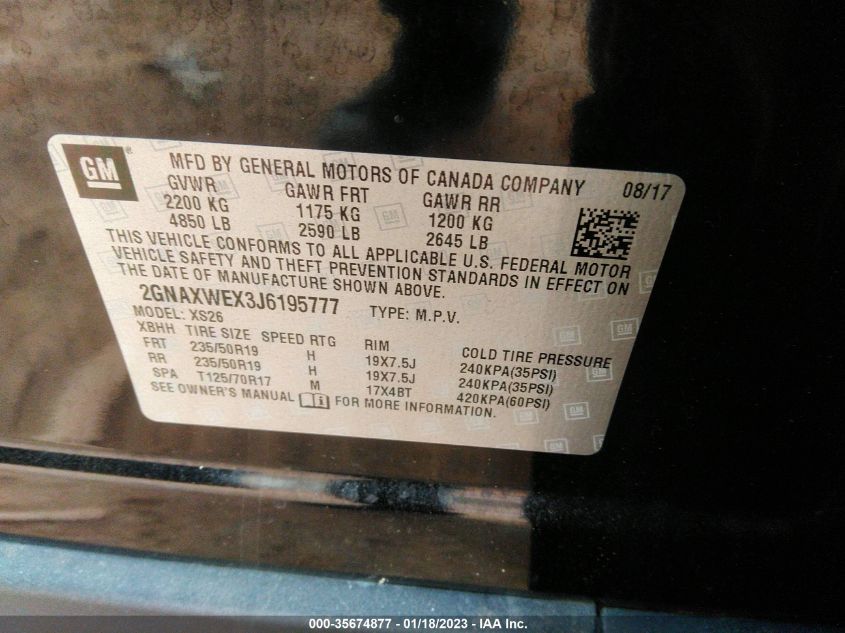 GM
MFD BY GENERAL MOTORS OF CANADA COMPANY 08/17
GVWR GAWR FRT GAWR RR
2200 KG 1175 KG 1200 KG
4850 LB 2590 LB 2645 LB
THIS VEHICLE CONFORMS TO ALL APPLICABLE U.S. FEDERAL MOTOR
VEHICLE SAFETY AND THEFT PREVENTION STANDARDS IN EFFECT ON
THE DATE OF MANUFACTURE SHOWN ABOVE.
2GNAXWEX3J6195777 TYPE: M.P.V.
MODEL: XS26
XBHH TIRE SIZE SPEED RTG RIM COLD TIRE PRESSURE
FRT 235/50R19 H 19X7.5J 240KPA(35PSI)
RR 235/50R19 H 19X7.5J 240KPA(35PSI)
SPA T125/70R17 M 17X4BT 420KPA(60PSI)
SEE OWNER'S MANUAL i FOR MORE INFORMATION.
000-35674877 — 01/18/2023 — IAA Inc.